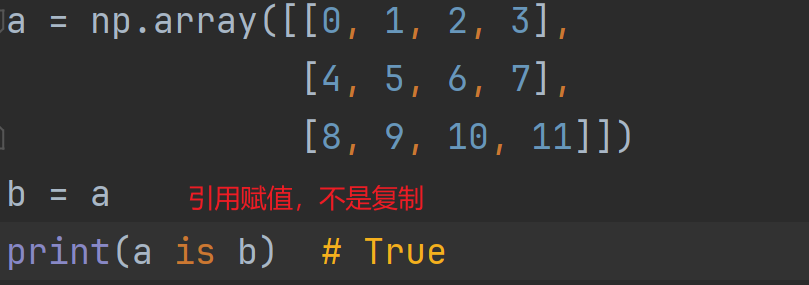 a = np.array([[0, 1, 2, 3],
[4, 5, 6, 7],
[8, 9, 10, 11]])
b = a 引用赋值，不是复制
print(a is b) # True